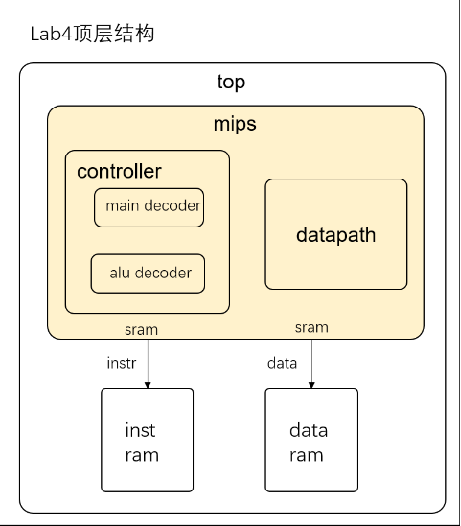 Lab4顶层结构
top
mips
controller
main decoder
alu decoder
datapath
sram
sram
instr
data
inst
ram
data
ram